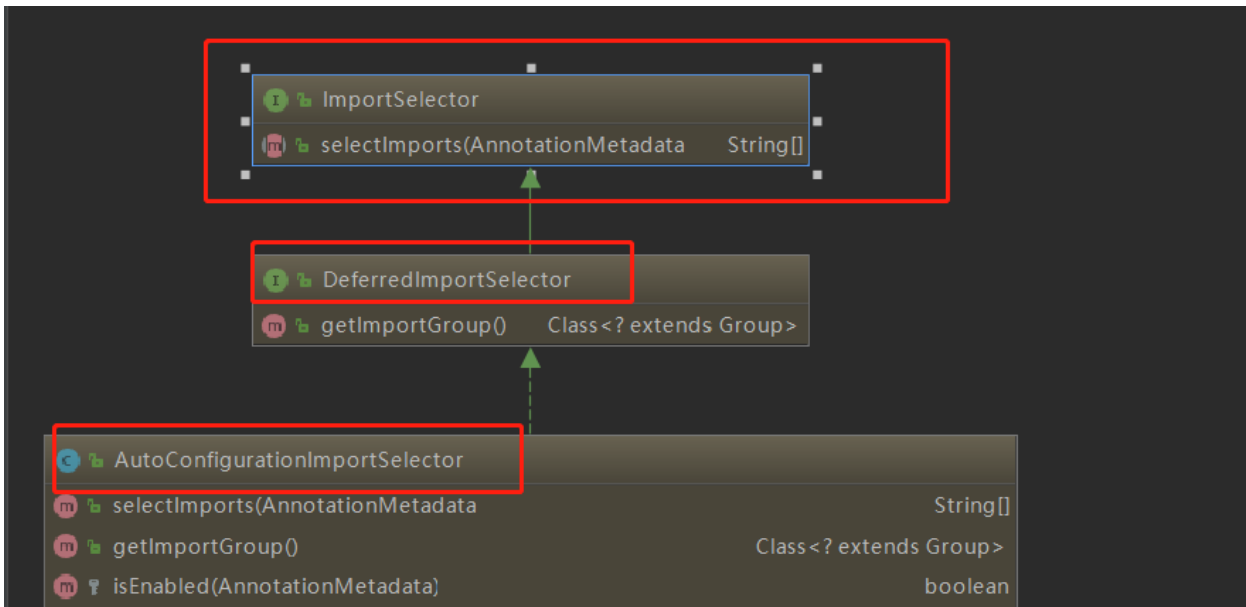 ImportSelector
selectImports(AnnotationMetadata String[]
DeferredImportSelector
getImportGroup() Class<? extends Group>
AutoConfigurationImportSelector
selectImports(AnnotationMetadata String[]
getImportGroup() Class<? extends Group>
isEnabled(AnnotationMetadata) boolean